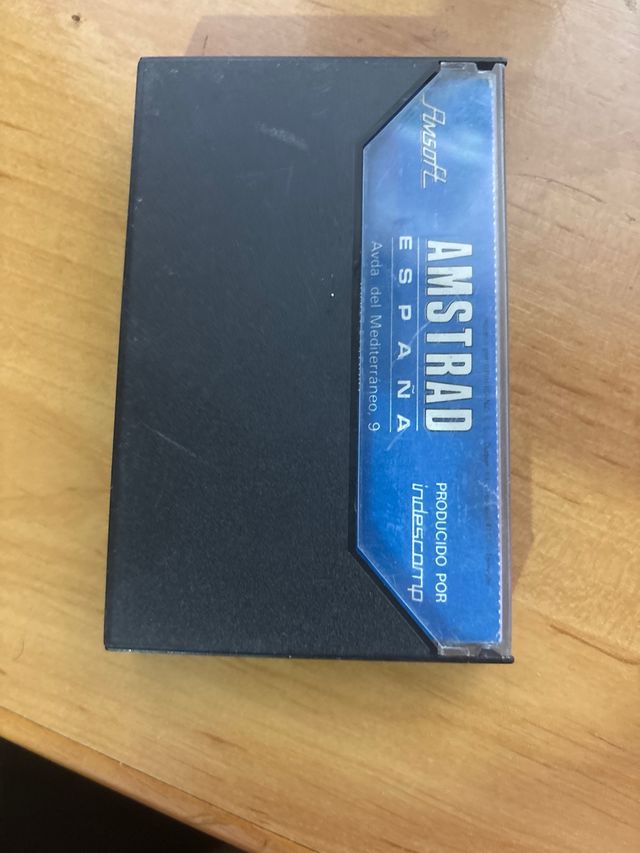 Amsoft
AMSTRAD
ESPAÑA
Avda. del Mediterráneo, 9
PRODUCIDO POR
indescomp